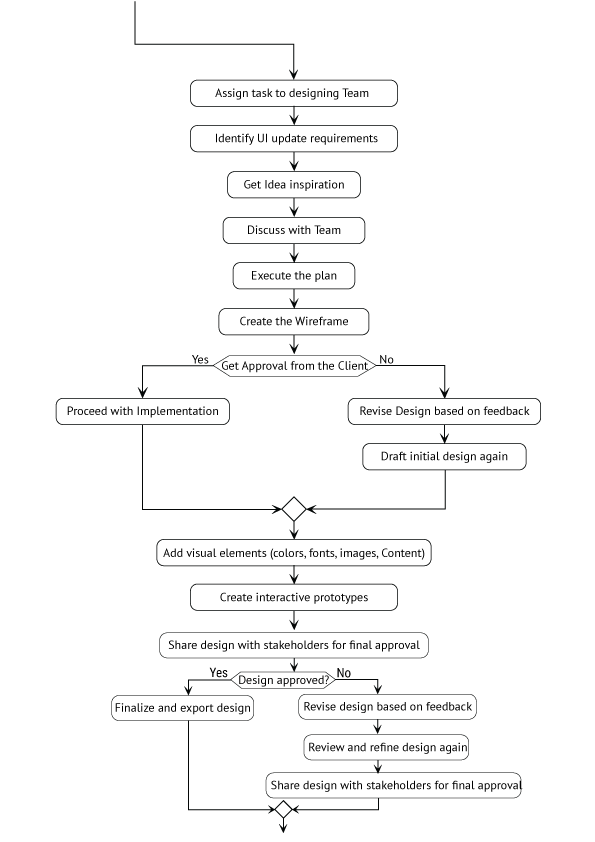 Assign task to designing Team
Identify UI update requirements
Get Idea inspiration
Discuss with Team
Execute the plan
Create the Wireframe
Yes
Get Approval from the Client
No
Proceed with Implementation
Revise Design based on feedback
Draft initial design again
Add visual elements (colors, fonts, images, Content)
Create interactive prototypes
Share design with stakeholders for final approval
Yes
Design approved?
No
Finalize and export design
Revise design based on feedback
Review and refine design again
Share design with stakeholders for final approval